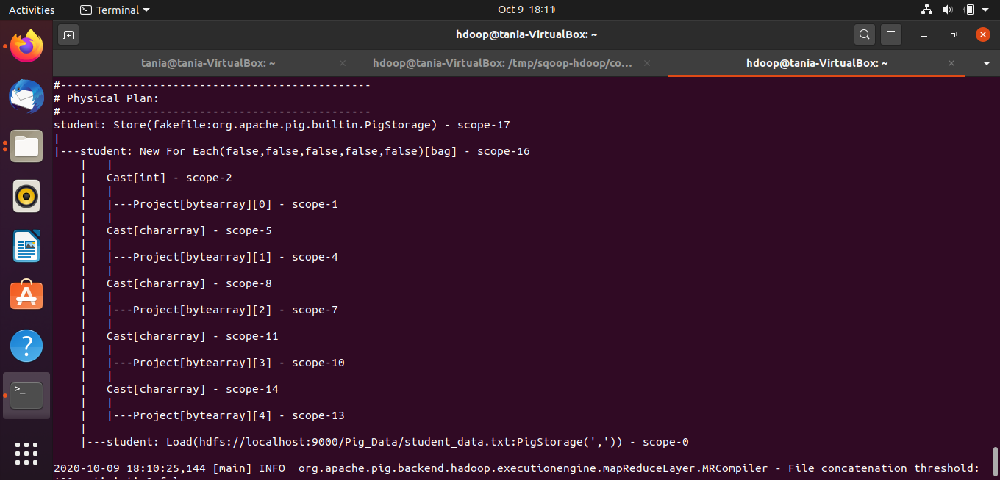 Activities
Terminal
Oct 9 18:11
hdoop@tania-VirtualBox: ~
tania@tania-VirtualBox: ~
hdoop@tania-VirtualBox: /tmp/sqoop-hdoop/co...
hdoop@tania-VirtualBox: ~
#-----------------------------------------------
# Physical Plan:
#-----------------------------------------------
student: Store(fakefile:org.apache.pig.builtin.PigStorage) - scope-17
|
|---student: New For Each(false,false,false,false,false)[bag] - scope-16
    |   |
    |   Cast[int] - scope-2
    |   |
    |   |---Project[bytearray][0] - scope-1
    |   |
    |   Cast[chararray] - scope-5
    |   |
    |   |---Project[bytearray][1] - scope-4
    |   |
    |   Cast[chararray] - scope-8
    |   |
    |   |---Project[bytearray][2] - scope-7
    |   |
    |   Cast[chararray] - scope-11
    |   |
    |   |---Project[bytearray][3] - scope-10
    |   |
    |   Cast[chararray] - scope-14
    |   |
    |   |---Project[bytearray][4] - scope-13
    |
    |---student: Load(hdfs://localhost:9000/Pig_Data/student_data.txt:PigStorage(',')) - scope-0
2020-10-09 18:10:25,144 [main] INFO  org.apache.pig.backend.hadoop.executionengine.mapReduceLayer.MRCompiler - File concatenation threshold: